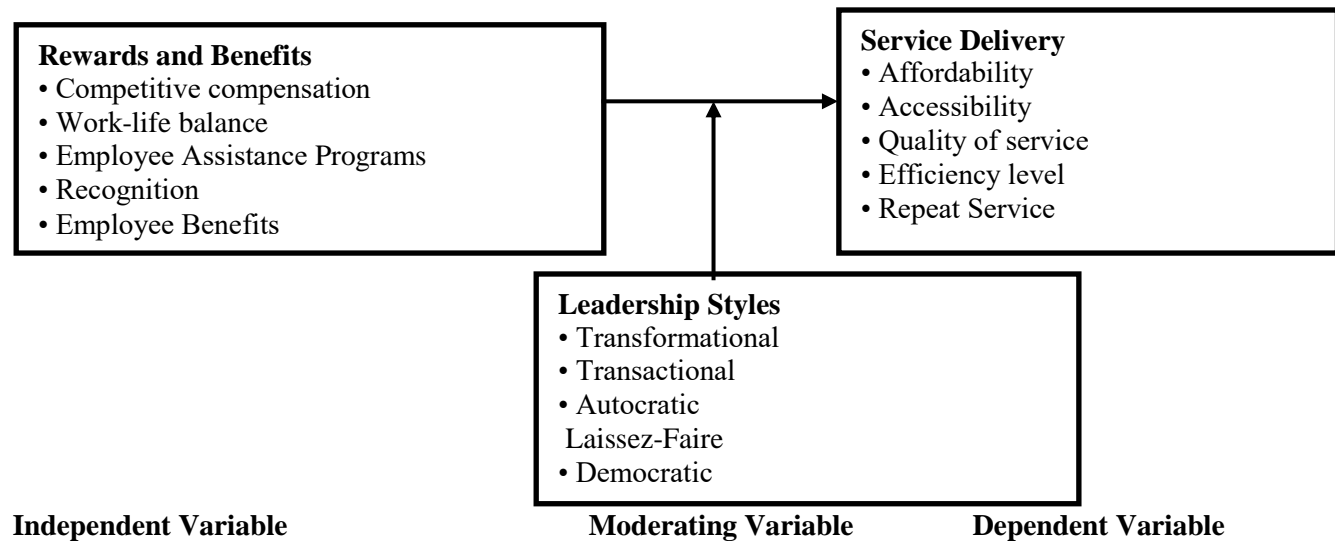 Rewards and Benefits
• Competitive compensation
• Work-life balance
• Employee Assistance Programs
• Recognition
• Employee Benefits
Service Delivery
• Affordability
• Accessibility
• Quality of service
• Efficiency level
• Repeat Service
Leadership Styles
• Transformational
• Transactional
• Autocratic
Laissez-Faire
• Democratic
Independent Variable
Moderating Variable
Dependent Variable